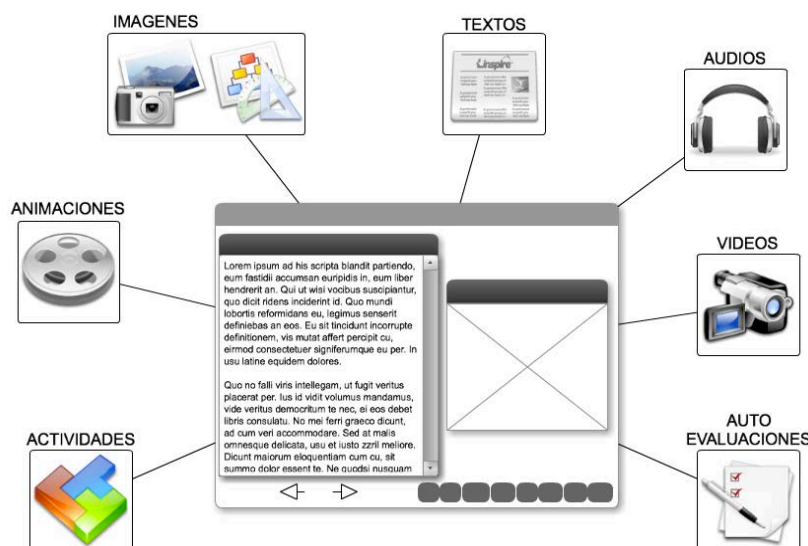 IMAGENES
TEXTOS
Linspire
AUDIOS
ANIMACIONES
VIDEOS
ACTIVIDADES
AUTO
EVALUACIONES
Lorem ipsum ad his scripta blandit partiendo,
eum fastidii accumsan euripidis in, eum liber
hendrerit an. Qui ut wisi vocibus suscipiantur,
quo dicit ridens inciderint id. Quo mundi
lobortis reformidans eu, legimus senserit
definiebas an eos. Eu sit tincidunt incorrupte
definitionem, vis mutat affert percipit cu,
eirmod consectetuer signiferumque eu per. In
usu latine equidem dolores.
Quo no falli viris intellegam, ut fugit veritus
placerat per. Ius id vidit volumus mandamus,
vide veritus democritum te nec, ei eos debet
libris consulatu. No mei ferri graeco dicunt,
ad cum veri accommodare. Sed at malis
omnesque delicata, usu et iusto zzril meliore.
Dicunt maiorum eloquentiam cum cu, sit
summo dolor essent te. Ne quodsi nusquam